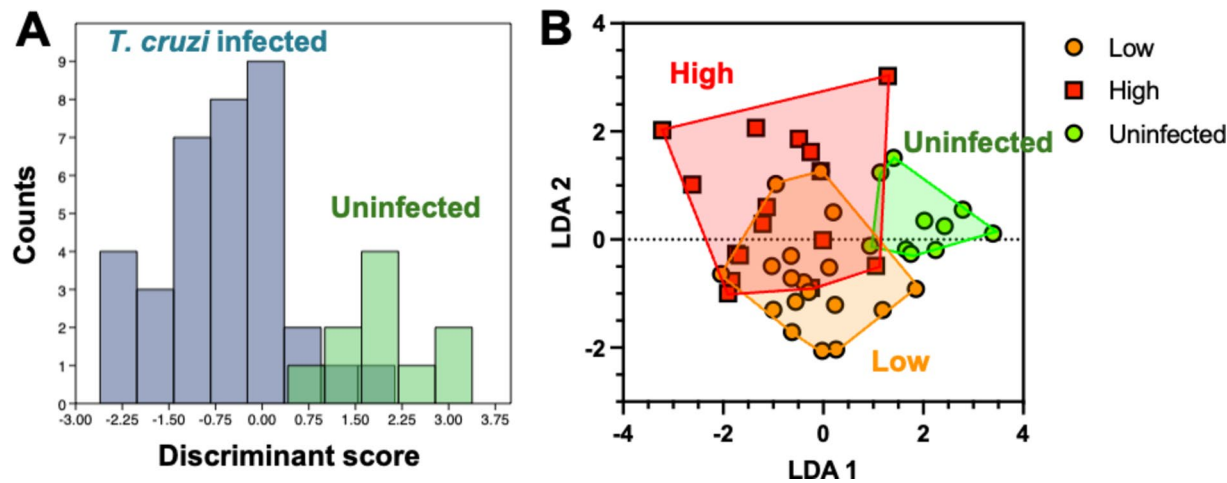 A
T. cruzi infected
Uninfected
Counts
9
8
7
6
5
4
3
2
1
0
-3.00 -2.25 -1.50 -0.75 0.00 0.75 1.50 2.25 3.00 3.75
Discriminant score
B
High
Uninfected
Low
LDA 2
4
2
0
-2
-4 -2 0 2 4
LDA 1
Low
High
Uninfected